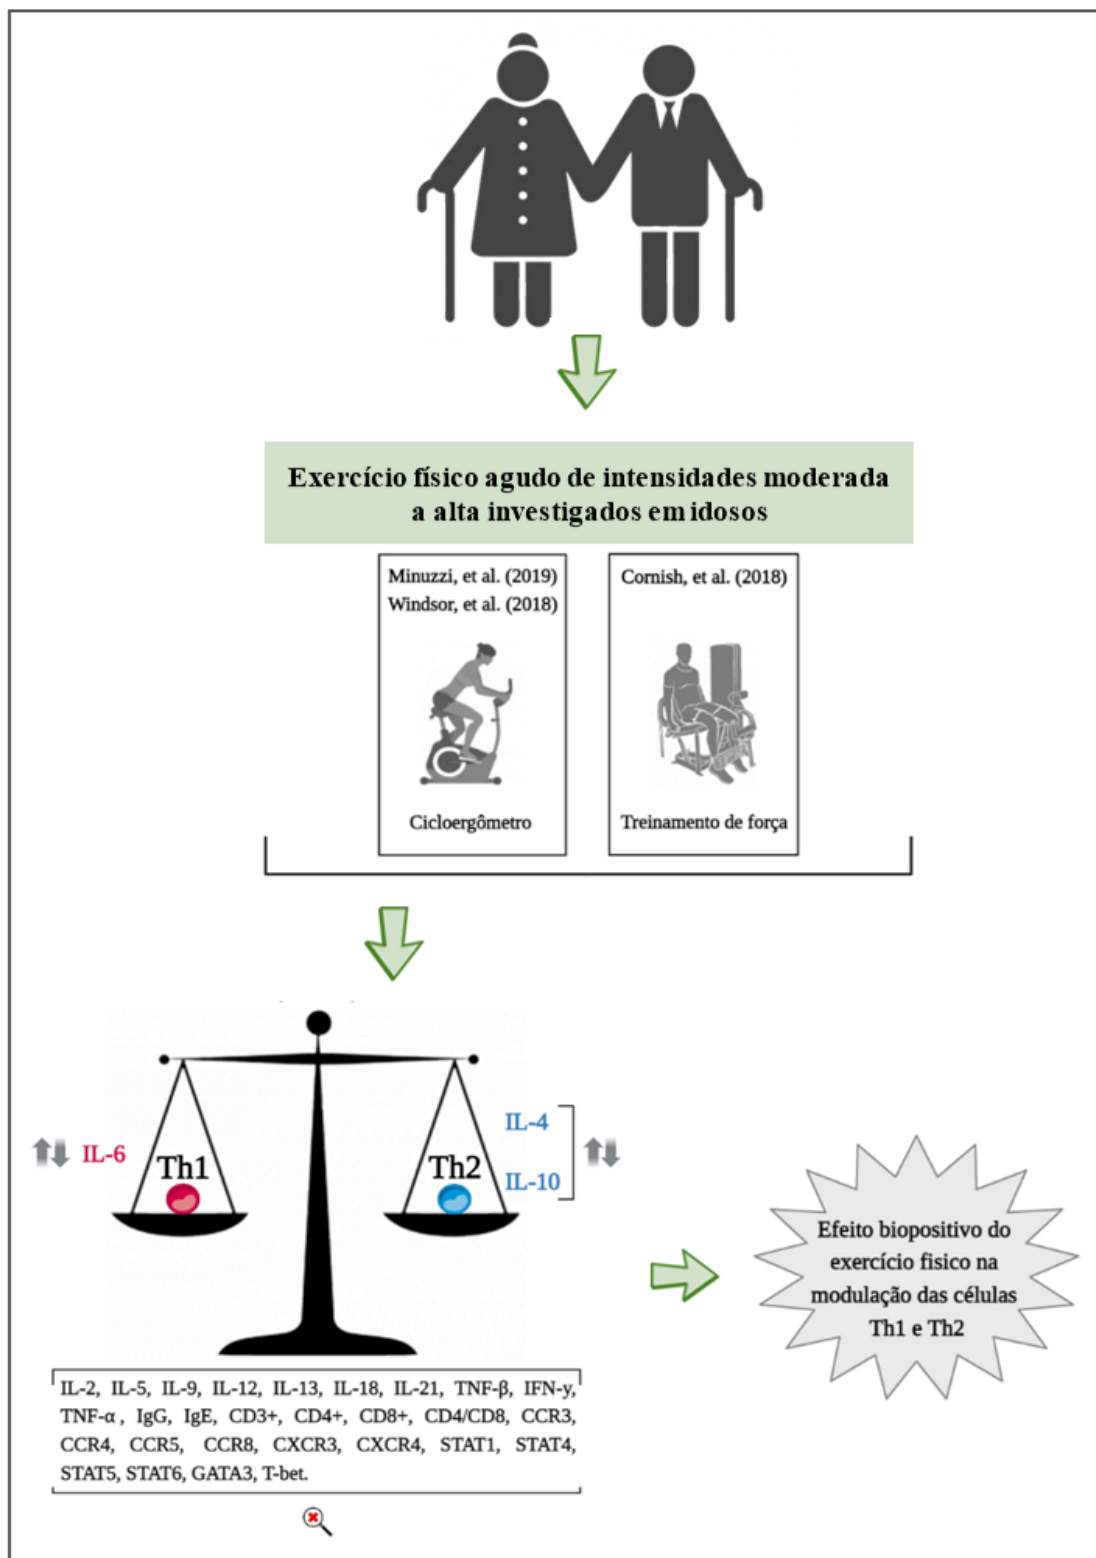 Exercício físico agudo de intensidades moderada
a alta investigados em idosos
Minuzzi, et al. (2019)
Windsor, et al. (2018)
Cicloergômetro
Cornish, et al. (2018)
Treinamento de força
IL-6
Th1
Th2
IL-4
IL-10
Efeito biopositivo do
exercício fisico na
modulação das células
Th1 e Th2
IL-2, IL-5, IL-9, IL-12, IL-13, IL-18, IL-21, TNF-β, IFN-y,
TNF-α , IgG, IgE, CD3+, CD4+, CD8+, CD4/CD8, CCR3,
CCR4, CCR5, CCR8, CXCR3, CXCR4, STAT1, STAT4,
STAT5, STAT6, GATA3, T-bet.